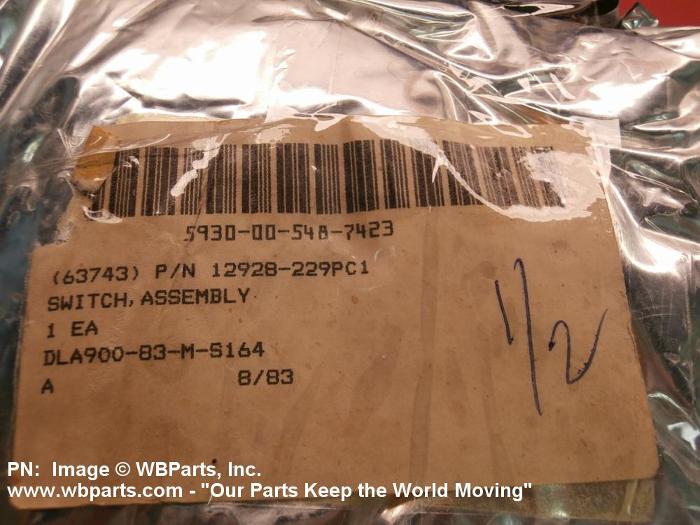 5930-00-548-7423
(63743) P/N 12928-229PC1
SWITCH, ASSEMBLY
1 EA
DLA900-83-M-S164
A 8/83
1/2
PN: Image © WBParts, Inc.
www.wbparts.com - "Our Parts Keep the World Moving"